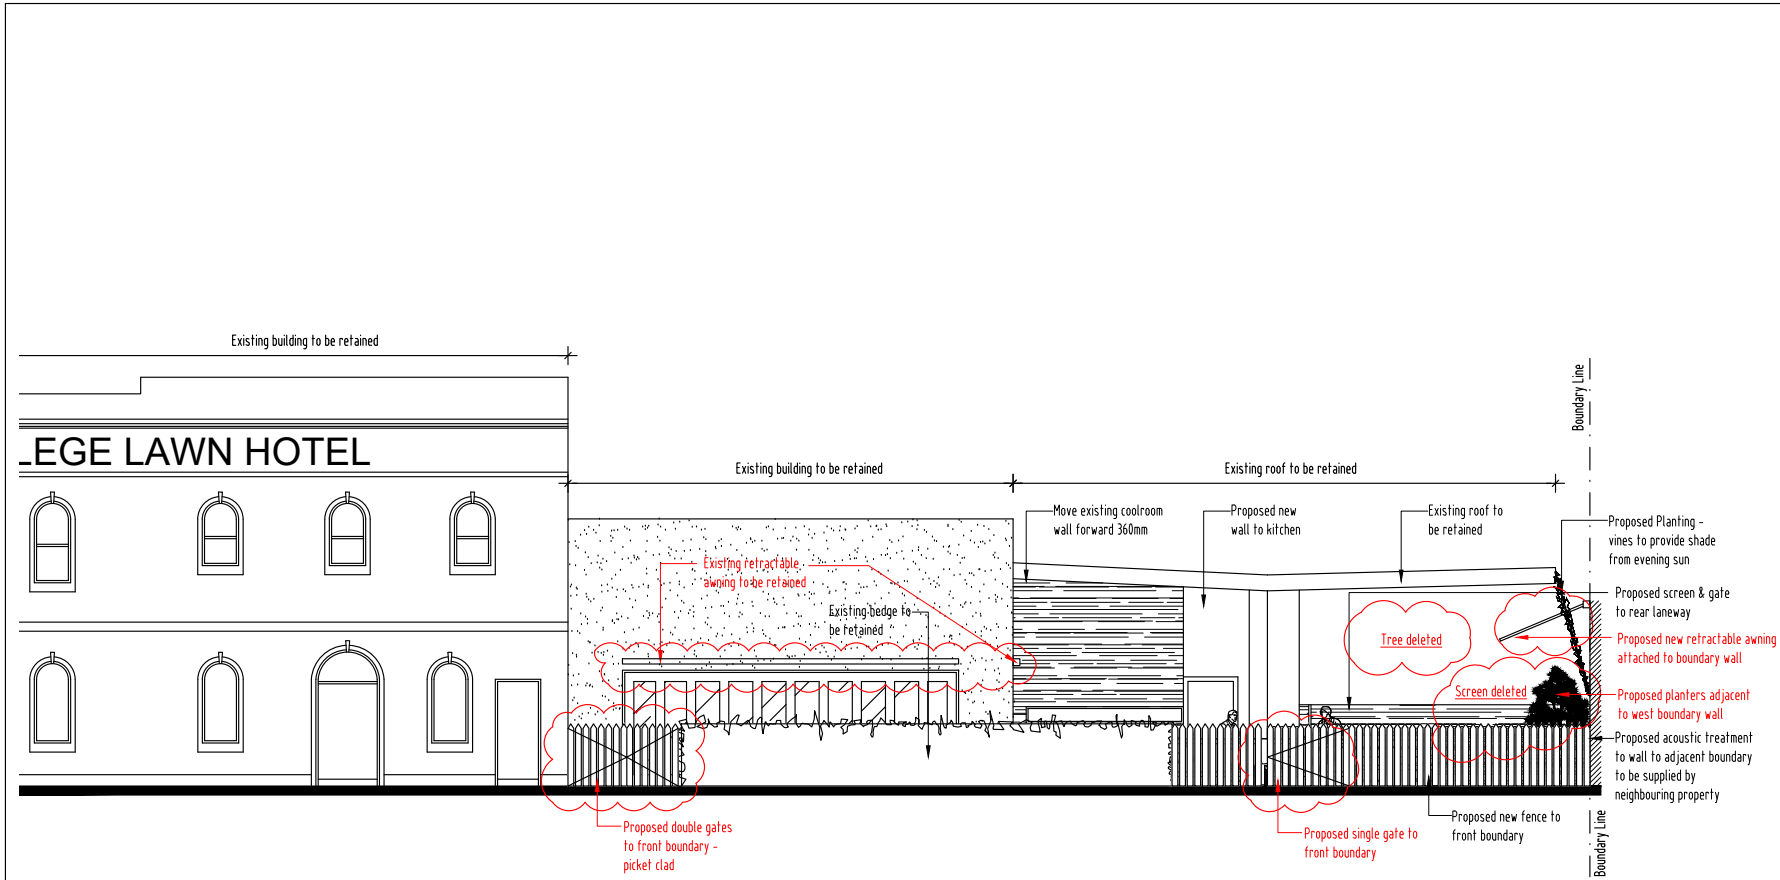 Existing building to be retained
LEGE LAWN HOTEL
Existing building to be retained
Existing roof to be retained
Boundary Line
Move existing coolroom
wall forward 360mm
Proposed new
wall to kitchen
Existing roof to
be retained
Proposed Planting -
vines to provide shade
from evening sun
Existing retractable
awning to be retained
Existing hedge to
be retained
Proposed screen & gate
to rear laneway
Tree deleted
Proposed new retractable awning
attached to boundary wall
Screen deleted
Proposed planters adjacent
to west boundary wall
Proposed acoustic treatment
to wall to adjacent boundary
to be supplied by
neighbouring property
Proposed double gates
to front boundary -
picket clad
Proposed single gate to
front boundary
Proposed new fence to
front boundary
Boundary Line